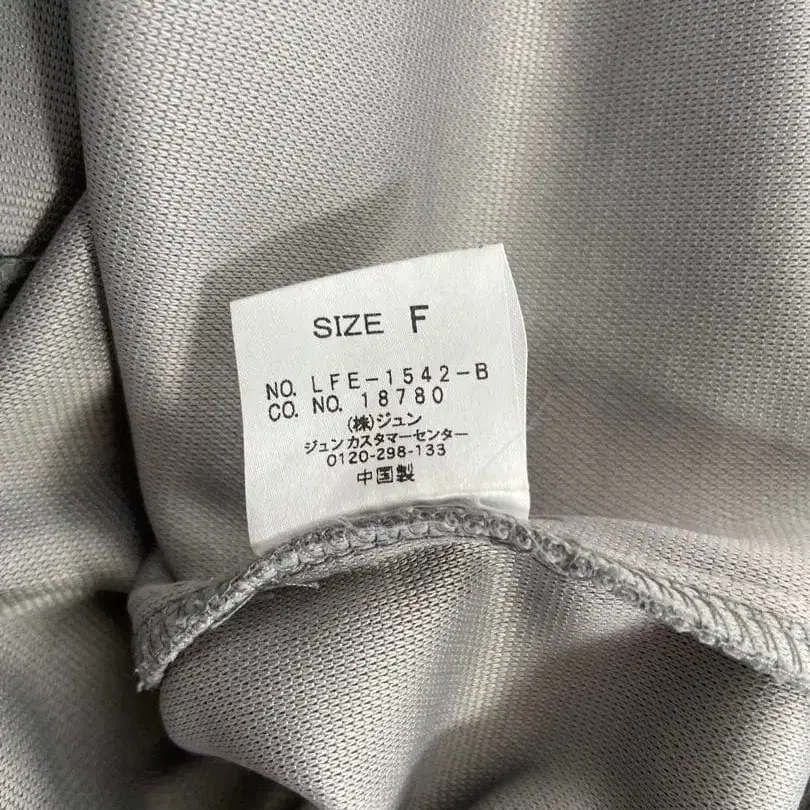 SIZE F
NO. LFE-1542-B
CO. NO. 18780
(株)ジュン
ジュンカスタマーセンター
0120-298-133
中国製